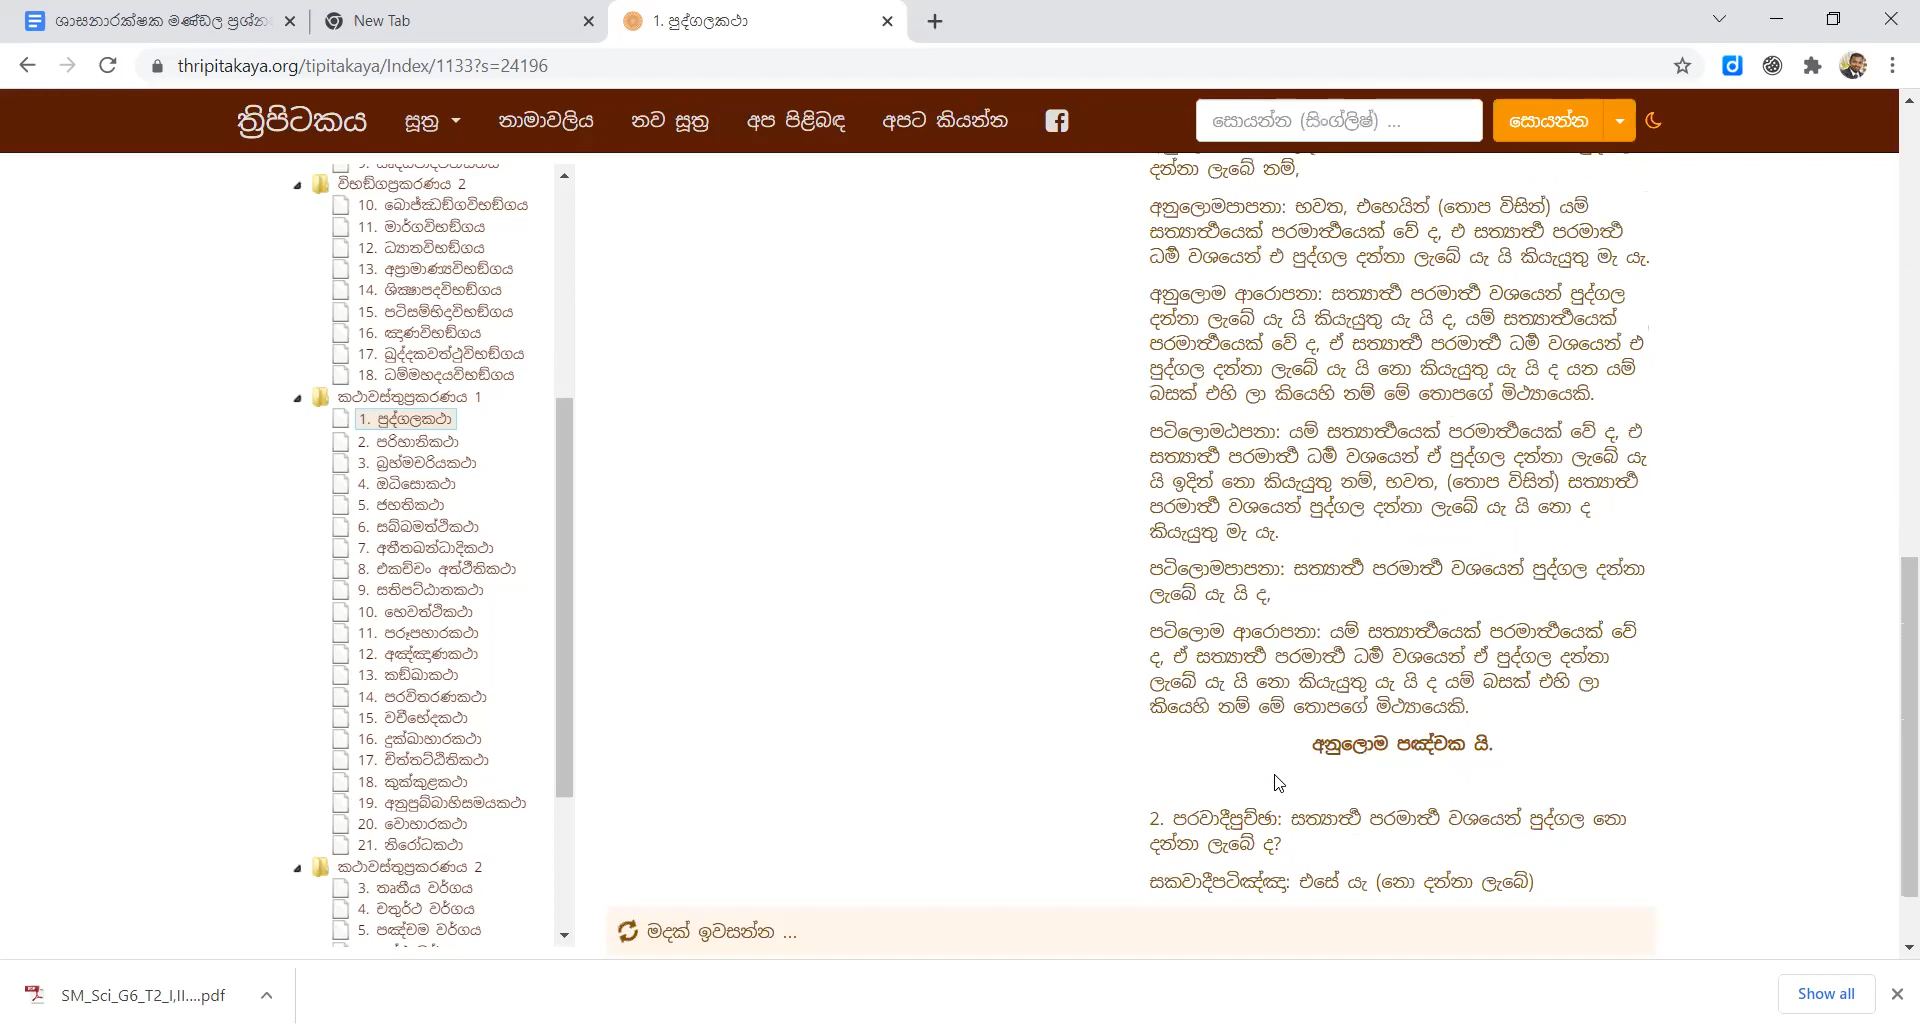 ශාසනාරක්ෂක මණ්ඩල ප්‍රශ්න
New Tab
1. පුද්ගලකථා
thripitakaya.org/tipitakaya/Index/1133?s=24196
ත්‍රිපිටකය
සූත්‍ර
නාමාවලිය
නව සූත්‍ර
අප පිළිබඳ
අපට කියන්න
සොයන්න (සිංග්ලිෂ්) ...
සොයන්න
විභඞ්ගප්‍රකරණය 2
10. බොජ්ඣඞ්ගවිභඞ්ගය
11. මාර්ගවිභඞ්ගය
12. ධ්‍යානවිභඞ්ගය
13. අප්‍රාමාණ්‍යවිභඞ්ගය
14. ශික්‍ෂාපදවිභඞ්ගය
15. පටිසම්භිදාවිභඞ්ගය
16. ඤාණවිභඞ්ගය
17. ඛුද්දකවත්ථුවිභඞ්ගය
18. ධම්මහදයවිභඞ්ගය
කථාවස්තුප්‍රකරණය 1
1. පුද්ගලකථා
2. පරිහානිකථා
3. බ්‍රහ්මචරියකථා
4. ඔධිසොකථා
5. ජහතිකථා
6. සබ්බමත්ථිකථා
7. අතීතඛන්ධාදිකථා
8. එකච්චං අත්ථීතිකථා
9. සතිපට්ඨානකථා
10. හෙවත්ථිකථා
11. පරූපහාරකථා
12. අඤ්ඤාණකථා
13. කඞ්ඛාකථා
14. පරවිතරණකථා
15. වචීභේදකථා
16. දුක්ඛාහාරකථා
17. චිත්තට්ඨිතිකථා
18. කුක්කුළකථා
19. අනුපුබ්බාභිසමයකථා
20. වොහාරකථා
21. නිරෝධකථා
කථාවස්තුප්‍රකරණය 2
3. තෘතීය වර්ගය
4. චතුර්ථ වර්ගය
5. පඤ්චම වර්ගය
දන්නා ලැබේ නම්,
අනුලොමපාපනා: භවත, එහෙයින් (තොප විසින්) යම්
සත්‍යාර්‍ත්‍ථයෙක් පරමාර්‍ත්‍ථයෙක් වේ ද, එ සත්‍යාර්‍ත්‍ථ පරමාර්‍ත්‍ථ
ධර්‍ම වශයෙන් එ පුද්ගල දන්නා ලැබේ යැ යි කියැයුතු මැ යැ.
අනුලොම ආරොපනා: සත්‍යාර්‍ත්‍ථ පරමාර්‍ත්‍ථ වශයෙන් පුද්ගල
දන්නා ලැබේ යැ යි කියැයුතු යැ යි ද, යම් සත්‍යාර්‍ත්‍ථයෙක්
පරමාර්‍ත්‍ථයෙක් වේ ද, ඒ සත්‍යාර්‍ත්‍ථ පරමාර්‍ත්‍ථ ධර්‍ම වශයෙන් එ
පුද්ගල දන්නා ලැබේ යැ යි නො කියැයුතු යැ යි ද යන යම්
බසක් එහි ලා කියෙහි නම් මේ තොපගේ මිථ්‍යායෙකි.
පටිලොමඨපනා: යම් සත්‍යාර්‍ත්‍ථයෙක් පරමාර්‍ත්‍ථයෙක් වේ ද, එ
සත්‍යාර්‍ත්‍ථ පරමාර්‍ත්‍ථ ධර්‍ම වශයෙන් ඒ පුද්ගල දන්නා ලැබේ යැ
යි ඉදින් නො කියැයුතු නම්, භවත, (තොප විසින්) සත්‍යාර්‍ත්‍ථ
පරමාර්‍ත්‍ථ වශයෙන් පුද්ගල දන්නා ලැබේ යැ යි නො ද
කියැයුතු මැ යැ.
පටිලොමපාපනා: සත්‍යාර්‍ත්‍ථ පරමාර්‍ත්‍ථ වශයෙන් පුද්ගල දන්නා
ලැබේ යැ යි ද,
පටිලොම ආරොපනා: යම් සත්‍යාර්‍ත්‍ථයෙක් පරමාර්‍ත්‍ථයෙක් වේ
ද, ඒ සත්‍යාර්‍ත්‍ථ පරමාර්‍ත්‍ථ ධර්‍ම වශයෙන් ඒ පුද්ගල දන්නා
ලැබේ යැ යි නො කියැයුතු යැ යි ද යම් බසක් එහි ලා
කියෙහි නම් මේ තොපගේ මිථ්‍යායෙකි.
අනුලොම පඤ්චක යි.
2. පරවාදීපුච්ඡා: සත්‍යාර්‍ත්‍ථ පරමාර්‍ත්‍ථ වශයෙන් පුද්ගල නො
දන්නා ලැබේ ද?
සකවාදීපටිඤ්ඤා: එසේ යැ (නො දන්නා ලැබේ)
මදක් ඉවසන්න ...
SM_Sci_G6_T2_I,II....pdf
Show all